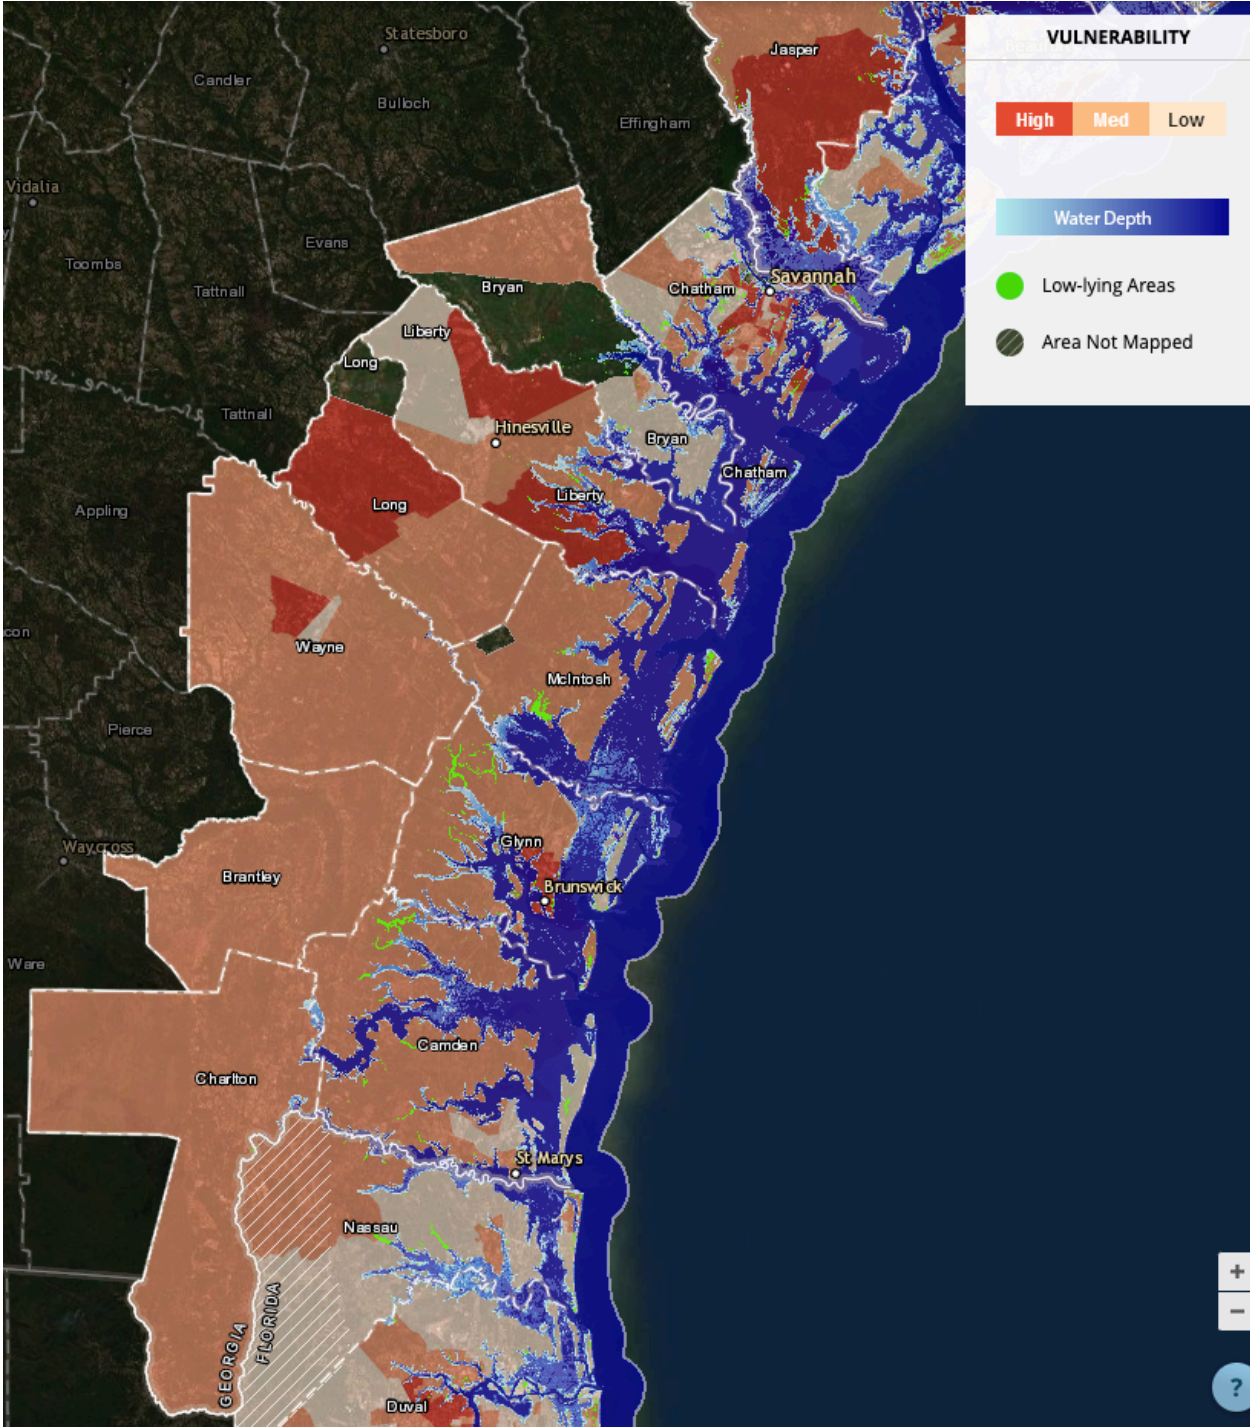 Statesboro
Jasper
VULNERABILITY
Candler
Bulloch
Effingham
High Med Low
Vidalia
Water Depth
Evans
Toombs
Tattnall
Savannah
Bryan
Chatham
Low-lying Areas
Liberty
Area Not Mapped
Long
Tattnall
Hinesville
Bryan
Chatham
Liberty
Long
Appling
con
Wayne
McIntosh
Pierce
Glynn
Waycross
Brantley
Brunswick
Ware
Camden
Charlton
St Marys
Nassau
GEORGIA
FLORIDA
Duval
+
−
?